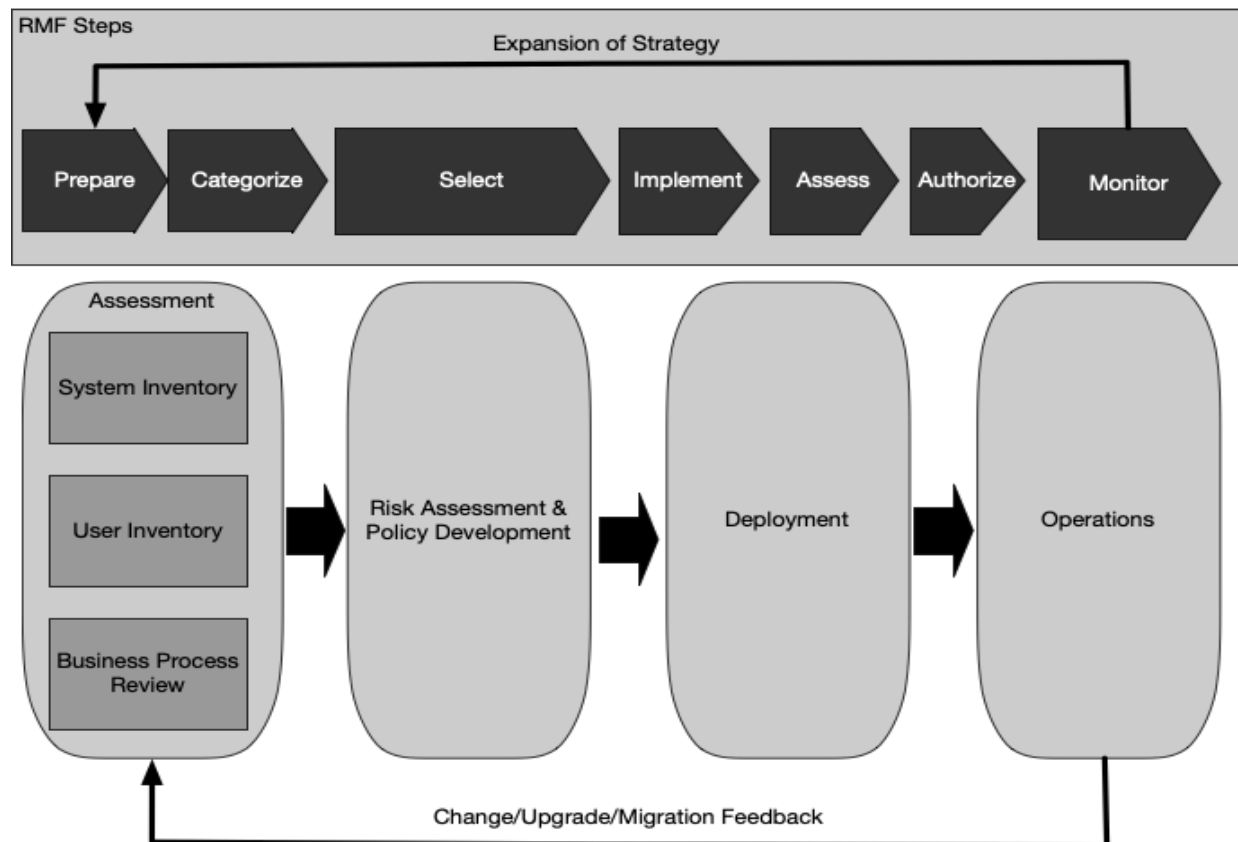 RMF Steps
Expansion of Strategy
Prepare
Categorize
Select
Implement
Assess
Authorize
Monitor
Assessment
System Inventory
User Inventory
Business Process
Review
Risk Assessment &
Policy Development
Deployment
Operations
Change/Upgrade/Migration Feedback